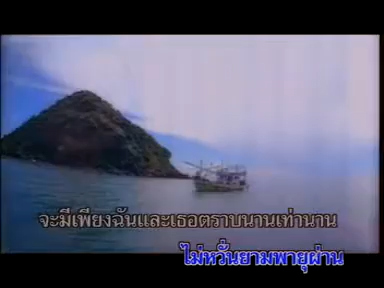 จะมีเพียงฉันและเธอตราบนานเท่านาน
ไม่หวั่นยามพายุผ่าน